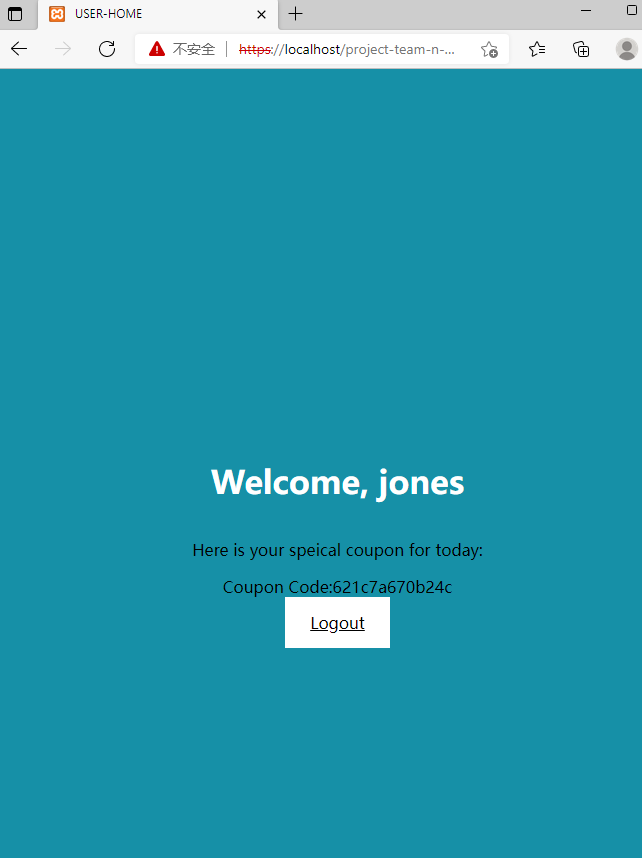 USER-HOME
不安全 https://localhost/project-team-n-...
Welcome, jones
Here is your speical coupon for today:
Coupon Code:621c7a670b24c
Logout